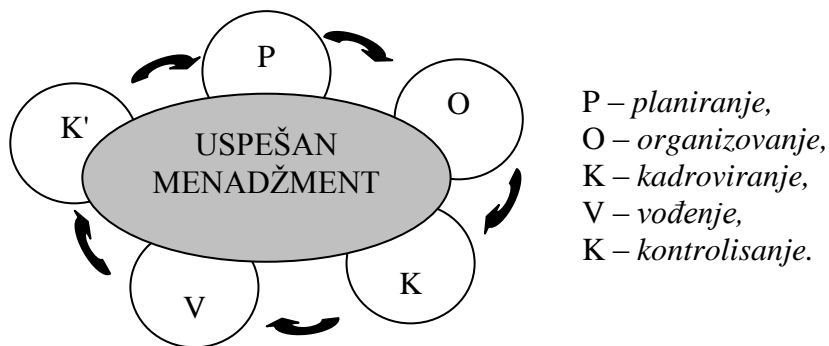 P
O
K'
USPEŠAN
MENADŽMENT
V
K
P – planiranje,
O – organizovanje,
K – kadroviranje,
V – vođenje,
K – kontrolisanje.